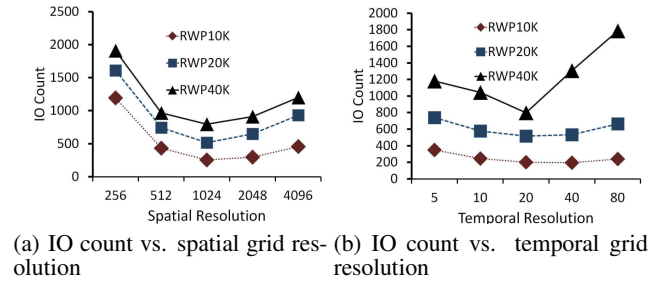 2500
2000
1500
1000
500
0
IO Count
RWP10K
RWP20K
RWP40K
256 512 1024 2048 4096
Spatial Resolution
1800
1600
1400
1200
1000
800
600
400
200
0
IO Count
2000
RWP10K
RWP20K
RWP40K
5 10 20 40 80
Temporal Resolution
(a) IO count vs. spatial grid res-
olution
(b) IO count vs. temporal grid
resolution